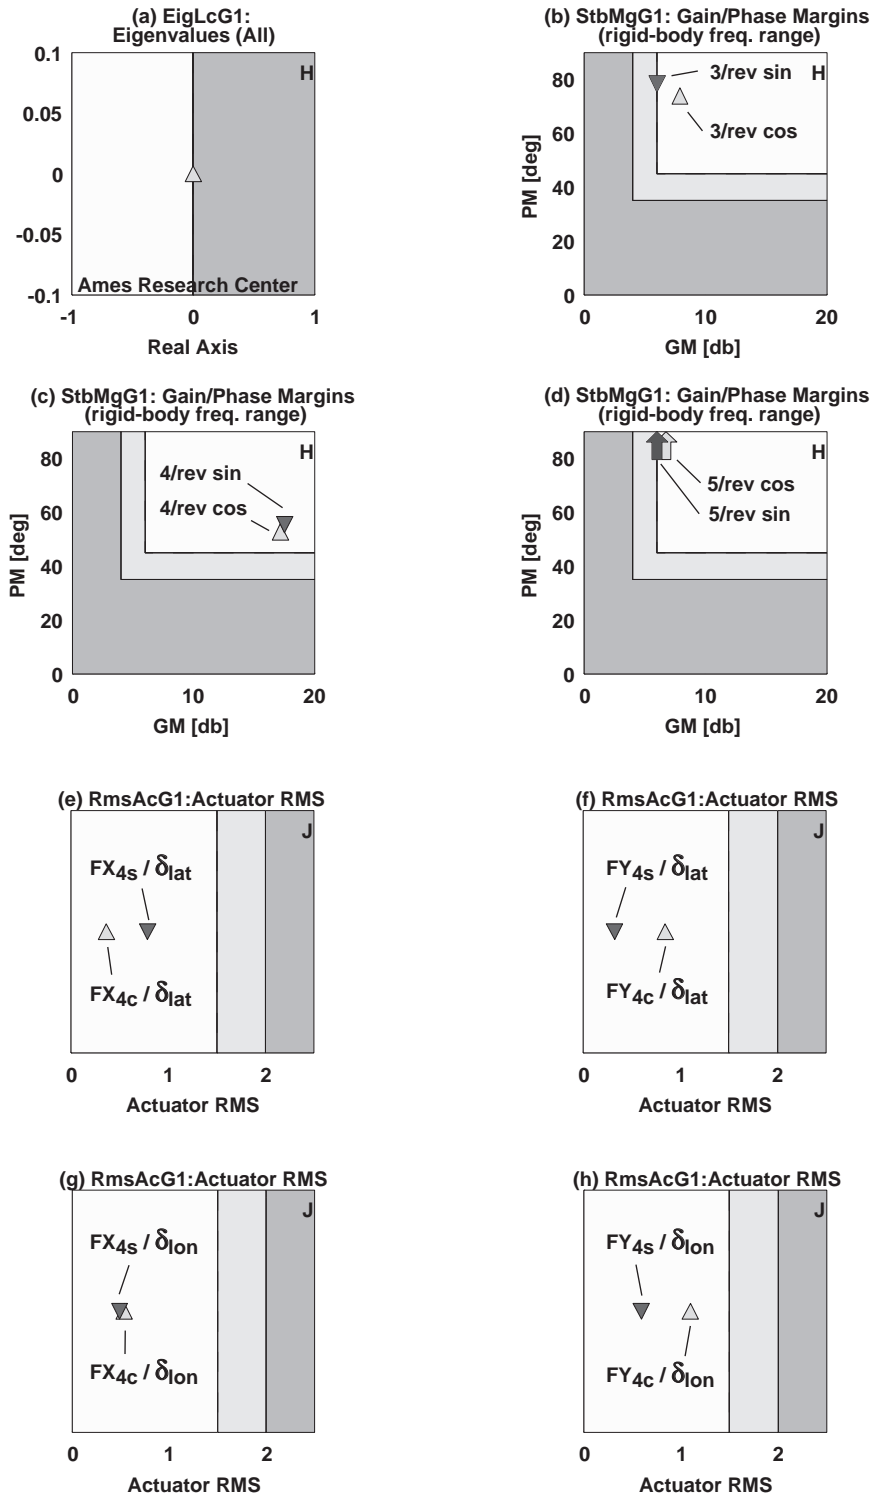 (a) EigLcG1:
Eigenvalues (All)
0.1
0.05
0
-0.05
-0.1
H
Ames Research Center
-1
0
1
Real Axis
(b) StbMgG1: Gain/Phase Margins
(rigid-body freq. range)
PM [deg]
80
60
40
20
0
3/rev sin
H
3/rev cos
0
10
20
GM [db]
(c) StbMgG1: Gain/Phase Margins
(rigid-body freq. range)
PM [deg]
80
60
40
20
0
H
4/rev sin
4/rev cos
0
10
20
GM [db]
(d) StbMgG1: Gain/Phase Margins
(rigid-body freq. range)
PM [deg]
80
60
40
20
0
H
5/rev cos
5/rev sin
0
10
20
GM [db]
(e) RmsAcG1:Actuator RMS
J
FX4s / δlat
FX4c / δlat
0
1
2
Actuator RMS
(f) RmsAcG1:Actuator RMS
J
FY4s / δlat
FY4c / δlat
0
1
2
Actuator RMS
(g) RmsAcG1:Actuator RMS
J
FX4s / δlon
FX4c / δlon
0
1
2
Actuator RMS
(h) RmsAcG1:Actuator RMS
J
FY4s / δlon
FY4c / δlon
0
1
2
Actuator RMS